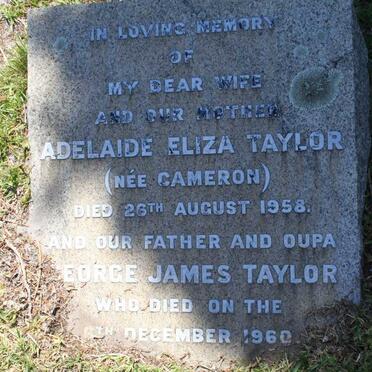 IN LOVING MEMORY
OF
MY DEAR WIFE
AND OUR MOTHER
ADELAIDE ELIZA TAYLOR
(NÉE CAMERON)
DIED 26TH AUGUST 1958.
AND OUR FATHER AND OUPA
EORGE JAMES TAYLOR
WHO DIED ON THE
DECEMBER 1960